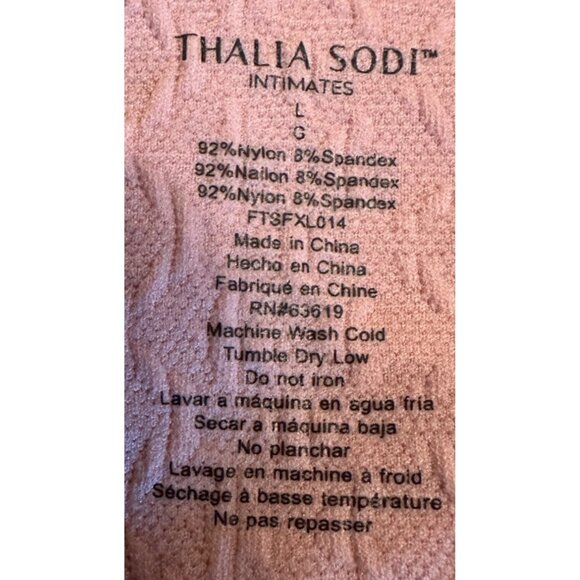 THALIA SODI™
INTIMATES
L
G
92%Nylon 8%Spandex
92%Nailon 8%Spandex
92%Nylon 8%Spandex
FTSFXL014
Made in China
Hecho en China
Fabriqué en Chine
RN#63619
Machine Wash Cold
Tumble Dry Low
Do not iron
Lavar a máquina en agua fría
Secar a máquina baja
No planchar
Lavage en machine à froid
Séchage à basse température
Ne pas repasser